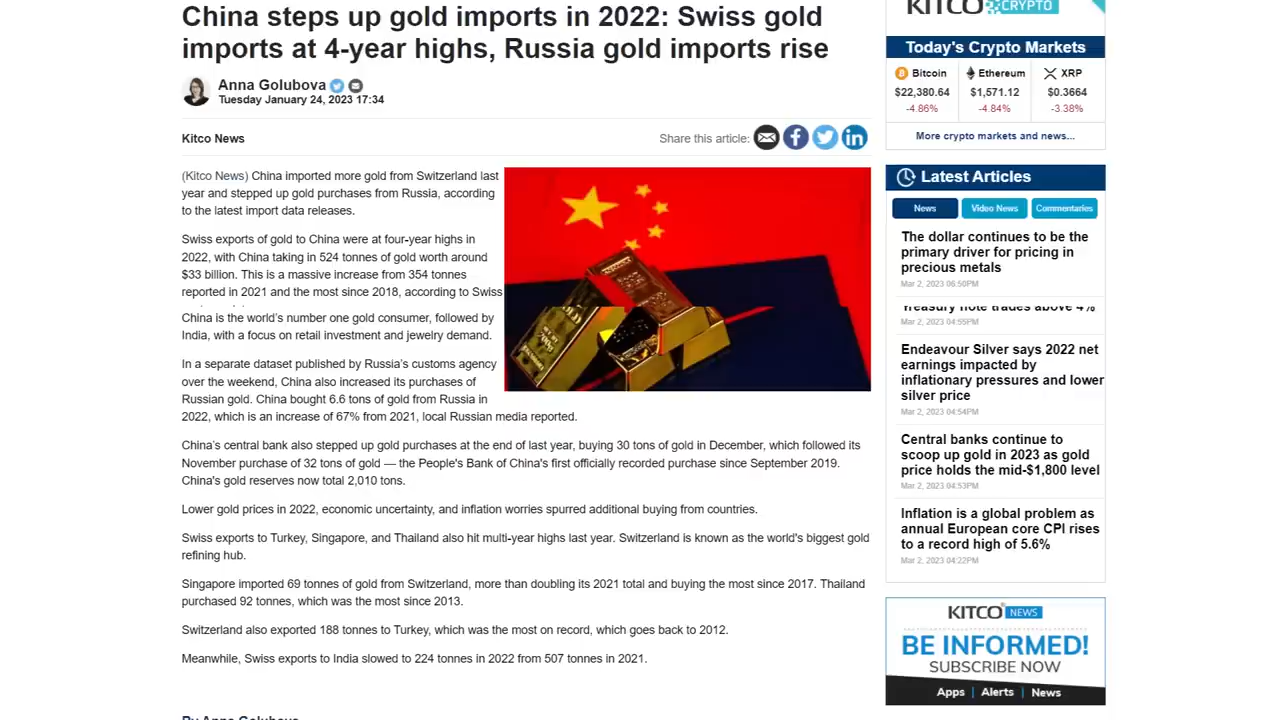 China steps up gold imports in 2022: Swiss gold
imports at 4-year highs, Russia gold imports rise
Anna Golubova
Tuesday January 24, 2023 17:34
Kitco News
Share this article:
(Kitco News) China imported more gold from Switzerland last
year and stepped up gold purchases from Russia, according
to the latest import data releases.
Swiss exports of gold to China were at four-year highs in
2022, with China taking in 524 tonnes of gold worth around
$33 billion. This is a massive increase from 354 tonnes
reported in 2021 and the most since 2018, according to Swiss
China is the world's number one gold consumer, followed by
India, with a focus on retail investment and jewelry demand.
In a separate dataset published by Russia's customs agency
over the weekend, China also increased its purchases of
Russian gold. China bought 6.6 tons of gold from Russia in
2022, which is an increase of 67% from 2021, local Russian media reported.
China's central bank also stepped up gold purchases at the end of last year, buying 30 tons of gold in December, which followed its
November purchase of 32 tons of gold — the People's Bank of China's first officially recorded purchase since September 2019.
China's gold reserves now total 2,010 tons.
Lower gold prices in 2022, economic uncertainty, and inflation worries spurred additional buying from countries.
Swiss exports to Turkey, Singapore, and Thailand also hit multi-year highs last year. Switzerland is known as the world's biggest gold
refining hub.
Singapore imported 69 tonnes of gold from Switzerland, more than doubling its 2021 total and buying the most since 2017. Thailand
purchased 92 tonnes, which was the most since 2013.
Switzerland also exported 188 tonnes to Turkey, which was the most on record, which goes back to 2012.
Meanwhile, Swiss exports to India slowed to 224 tonnes in 2022 from 507 tonnes in 2021.
By Anna Golubova
KITCO CRYPTO
Today's Crypto Markets
Bitcoin
$22,380.64
-4.86%
Ethereum
$1,571.12
-4.84%
XRP
$0.3664
-3.38%
More crypto markets and news...
Latest Articles
News
Video News
Commentaries
The dollar continues to be the
primary driver for pricing in
precious metals
Mar 2, 2023 06:50PM
Treasury note trades above 4%
Mar 2, 2023 04:55PM
Endeavour Silver says 2022 net
earnings impacted by
inflationary pressures and lower
silver price
Mar 2, 2023 04:54PM
Central banks continue to
scoop up gold in 2023 as gold
price holds the mid-$1,800 level
Mar 2, 2023 04:53PM
Inflation is a global problem as
annual European core CPI rises
to a record high of 5.6%
Mar 2, 2023 04:22PM
KITCO NEWS
BE INFORMED!
SUBSCRIBE NOW
Apps | Alerts | News